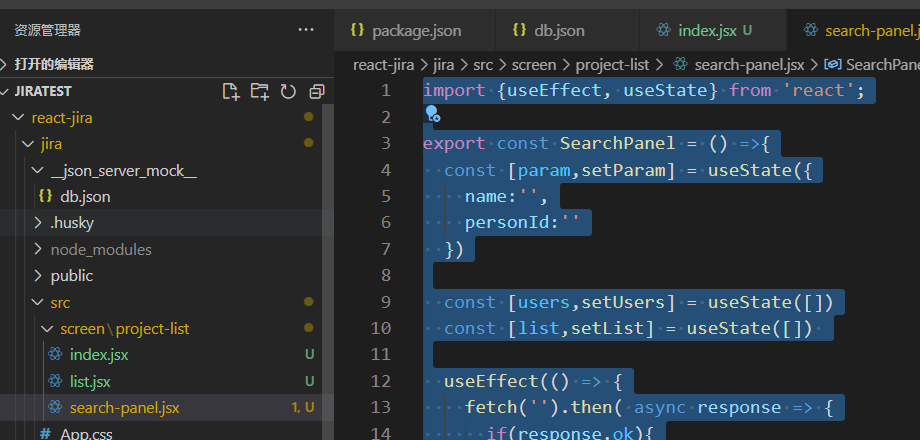 资源管理器
打开的编辑器
JIRATEST
react-jira
jira
__json_server_mock__
{} db.json
.husky
node_modules
public
src
screen\project-list
index.jsx U
list.jsx U
search-panel.jsx 1, U
# App.css
{} package.json {} db.json index.jsx U search-panel.j
react-jira > jira > src > screen > project-list > search-panel.jsx > SearchPane
1 import {useEffect, useState} from 'react';
2
3 export const SearchPanel = () =>{
4 const [param,setParam] = useState({
5 name:'',
6 personId:''
7 })
8
9 const [users,setUsers] = useState([])
10 const [list,setList] = useState([])
11
12 useEffect(() => {
13 fetch('').then( async response => {
14 if(response.ok){